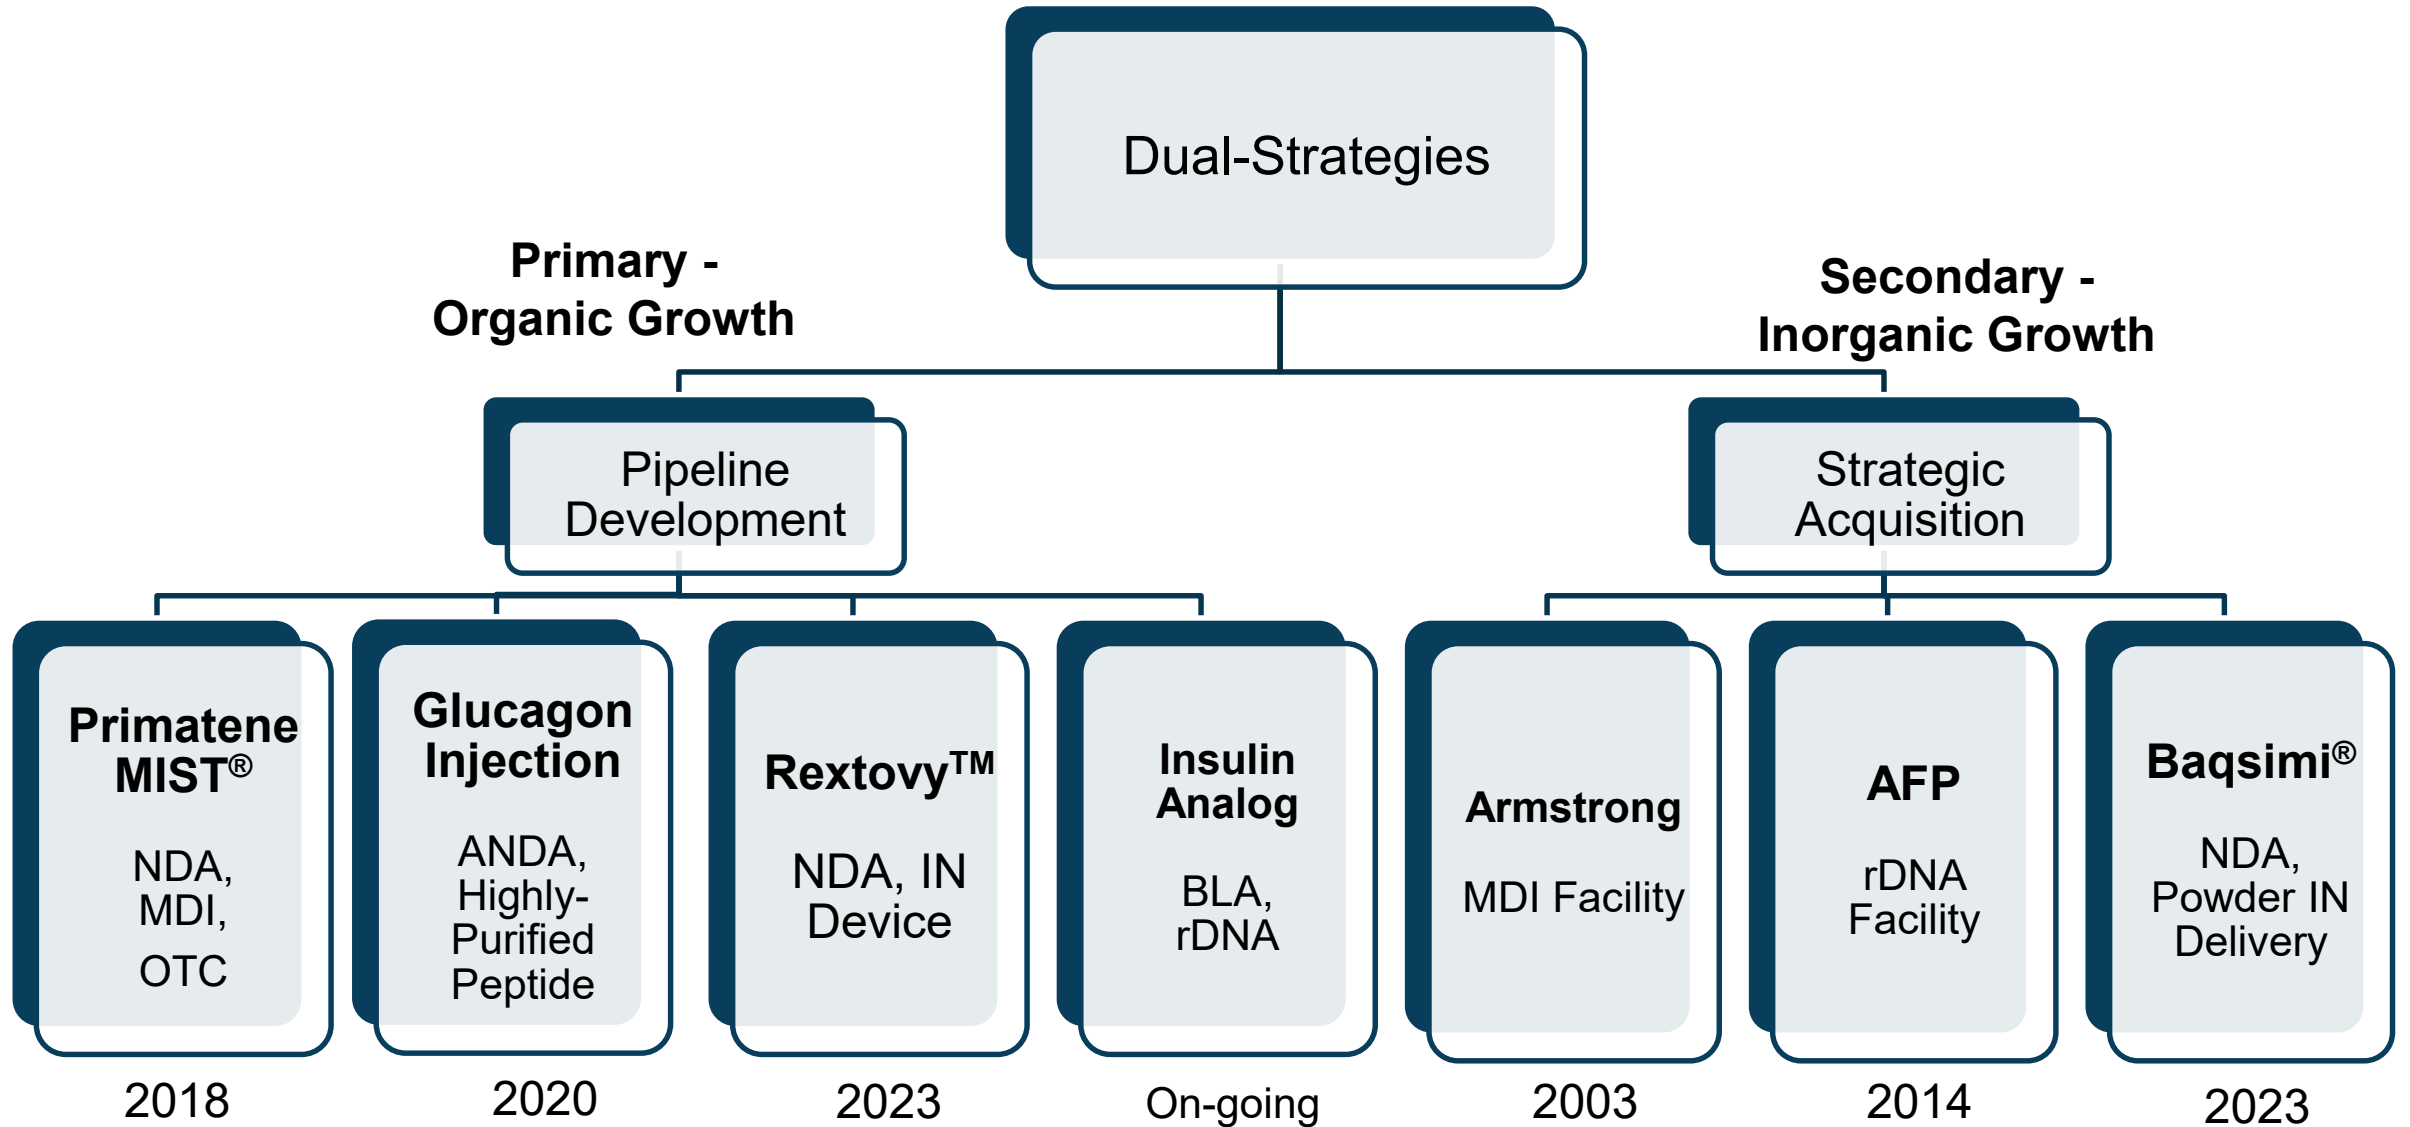 Dual-Strategies
Primary -
Organic Growth
Secondary -
Inorganic Growth
Pipeline
Development
Strategic
Acquisition
Primatene
MIST®
NDA,
MDI,
OTC
2018
Glucagon
Injection
ANDA,
Highly-
Purified
Peptide
2020
Rextovy™
NDA, IN
Device
2023
Insulin
Analog
BLA,
rDNA
On-going
Armstrong
MDI Facility
2003
AFP
rDNA
Facility
2014
Baqsimi®
NDA,
Powder IN
Delivery
2023